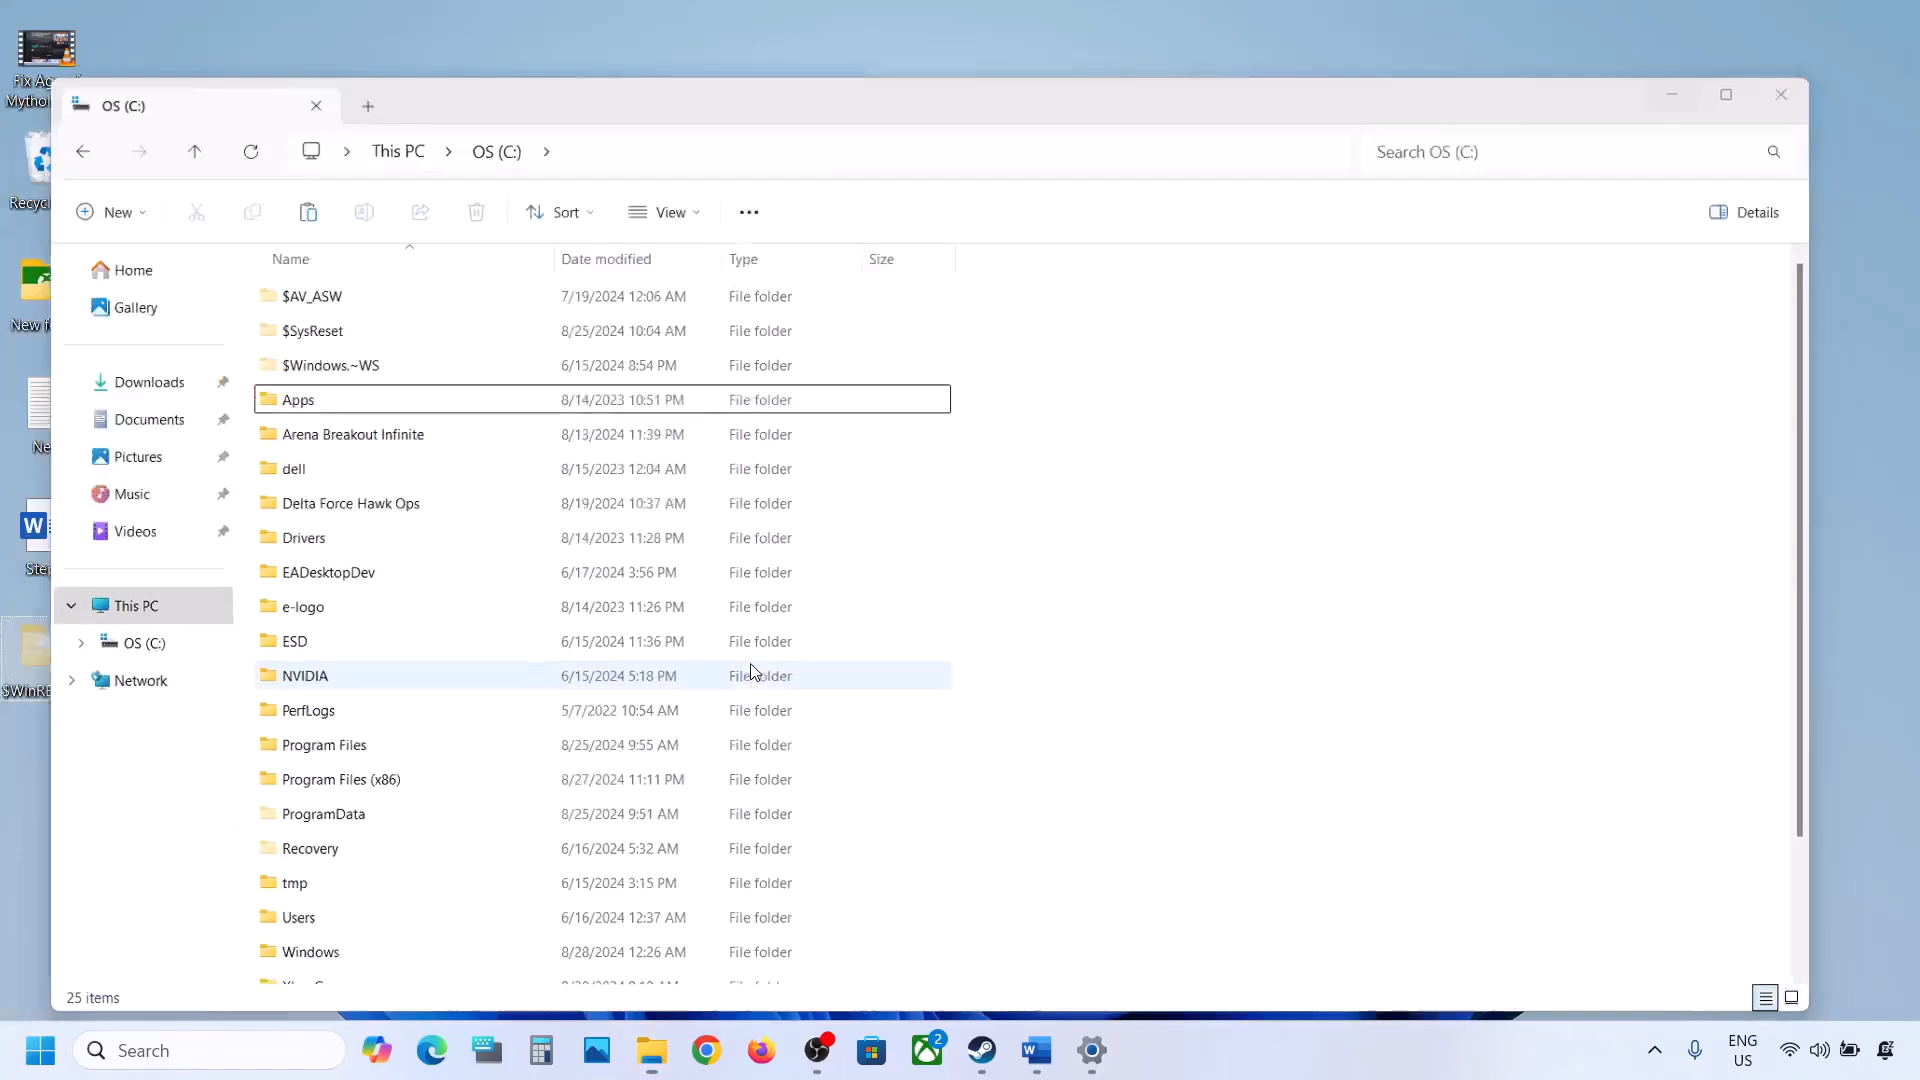 Fix Ag
Mytho
Recyc
New f
Ne
Step
$WinRE
OS (C:)
This PC
OS (C:)
Search OS (C:)
New
Sort
View
Details
Name
Date modified
Type
Size
Home
Gallery
Downloads
Documents
Pictures
Music
Videos
This PC
OS (C:)
Network
$AV_ASW 7/19/2024 12:06 AM File folder
$SysReset 8/25/2024 10:04 AM File folder
$Windows.~WS 6/15/2024 8:54 PM File folder
Apps 8/14/2023 10:51 PM File folder
Arena Breakout Infinite 8/13/2024 11:39 PM File folder
dell 8/15/2023 12:04 AM File folder
Delta Force Hawk Ops 8/19/2024 10:37 AM File folder
Drivers 8/14/2023 11:28 PM File folder
EADesktopDev 6/17/2024 3:56 PM File folder
e-logo 8/14/2023 11:26 PM File folder
ESD 6/15/2024 11:36 PM File folder
NVIDIA 6/15/2024 5:18 PM File folder
PerfLogs 5/7/2022 10:54 AM File folder
Program Files 8/25/2024 9:55 AM File folder
Program Files (x86) 8/27/2024 11:11 PM File folder
ProgramData 8/25/2024 9:51 AM File folder
Recovery 6/16/2024 5:32 AM File folder
tmp 6/15/2024 3:15 PM File folder
Users 6/16/2024 12:37 AM File folder
Windows 8/28/2024 12:26 AM File folder
25 items
Search
2
ENG
US